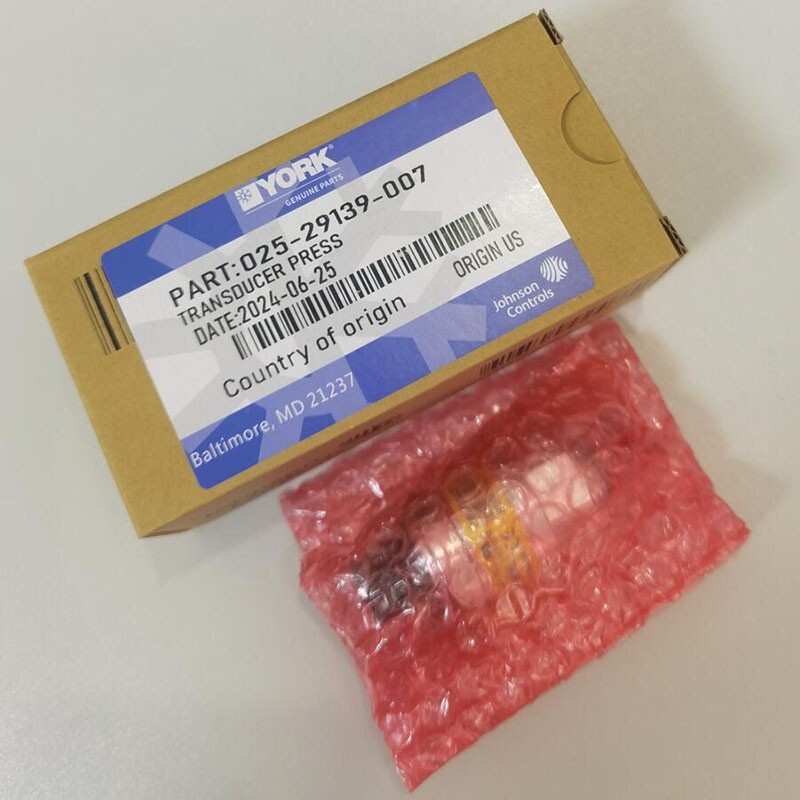 YORK
GENUINE PARTS
PART:025-29139-007
TRANSDUCER PRESS
DATE:2024-06-25
ORIGIN US
Country of origin
Johnson
Controls
Baltimore, MD 21237